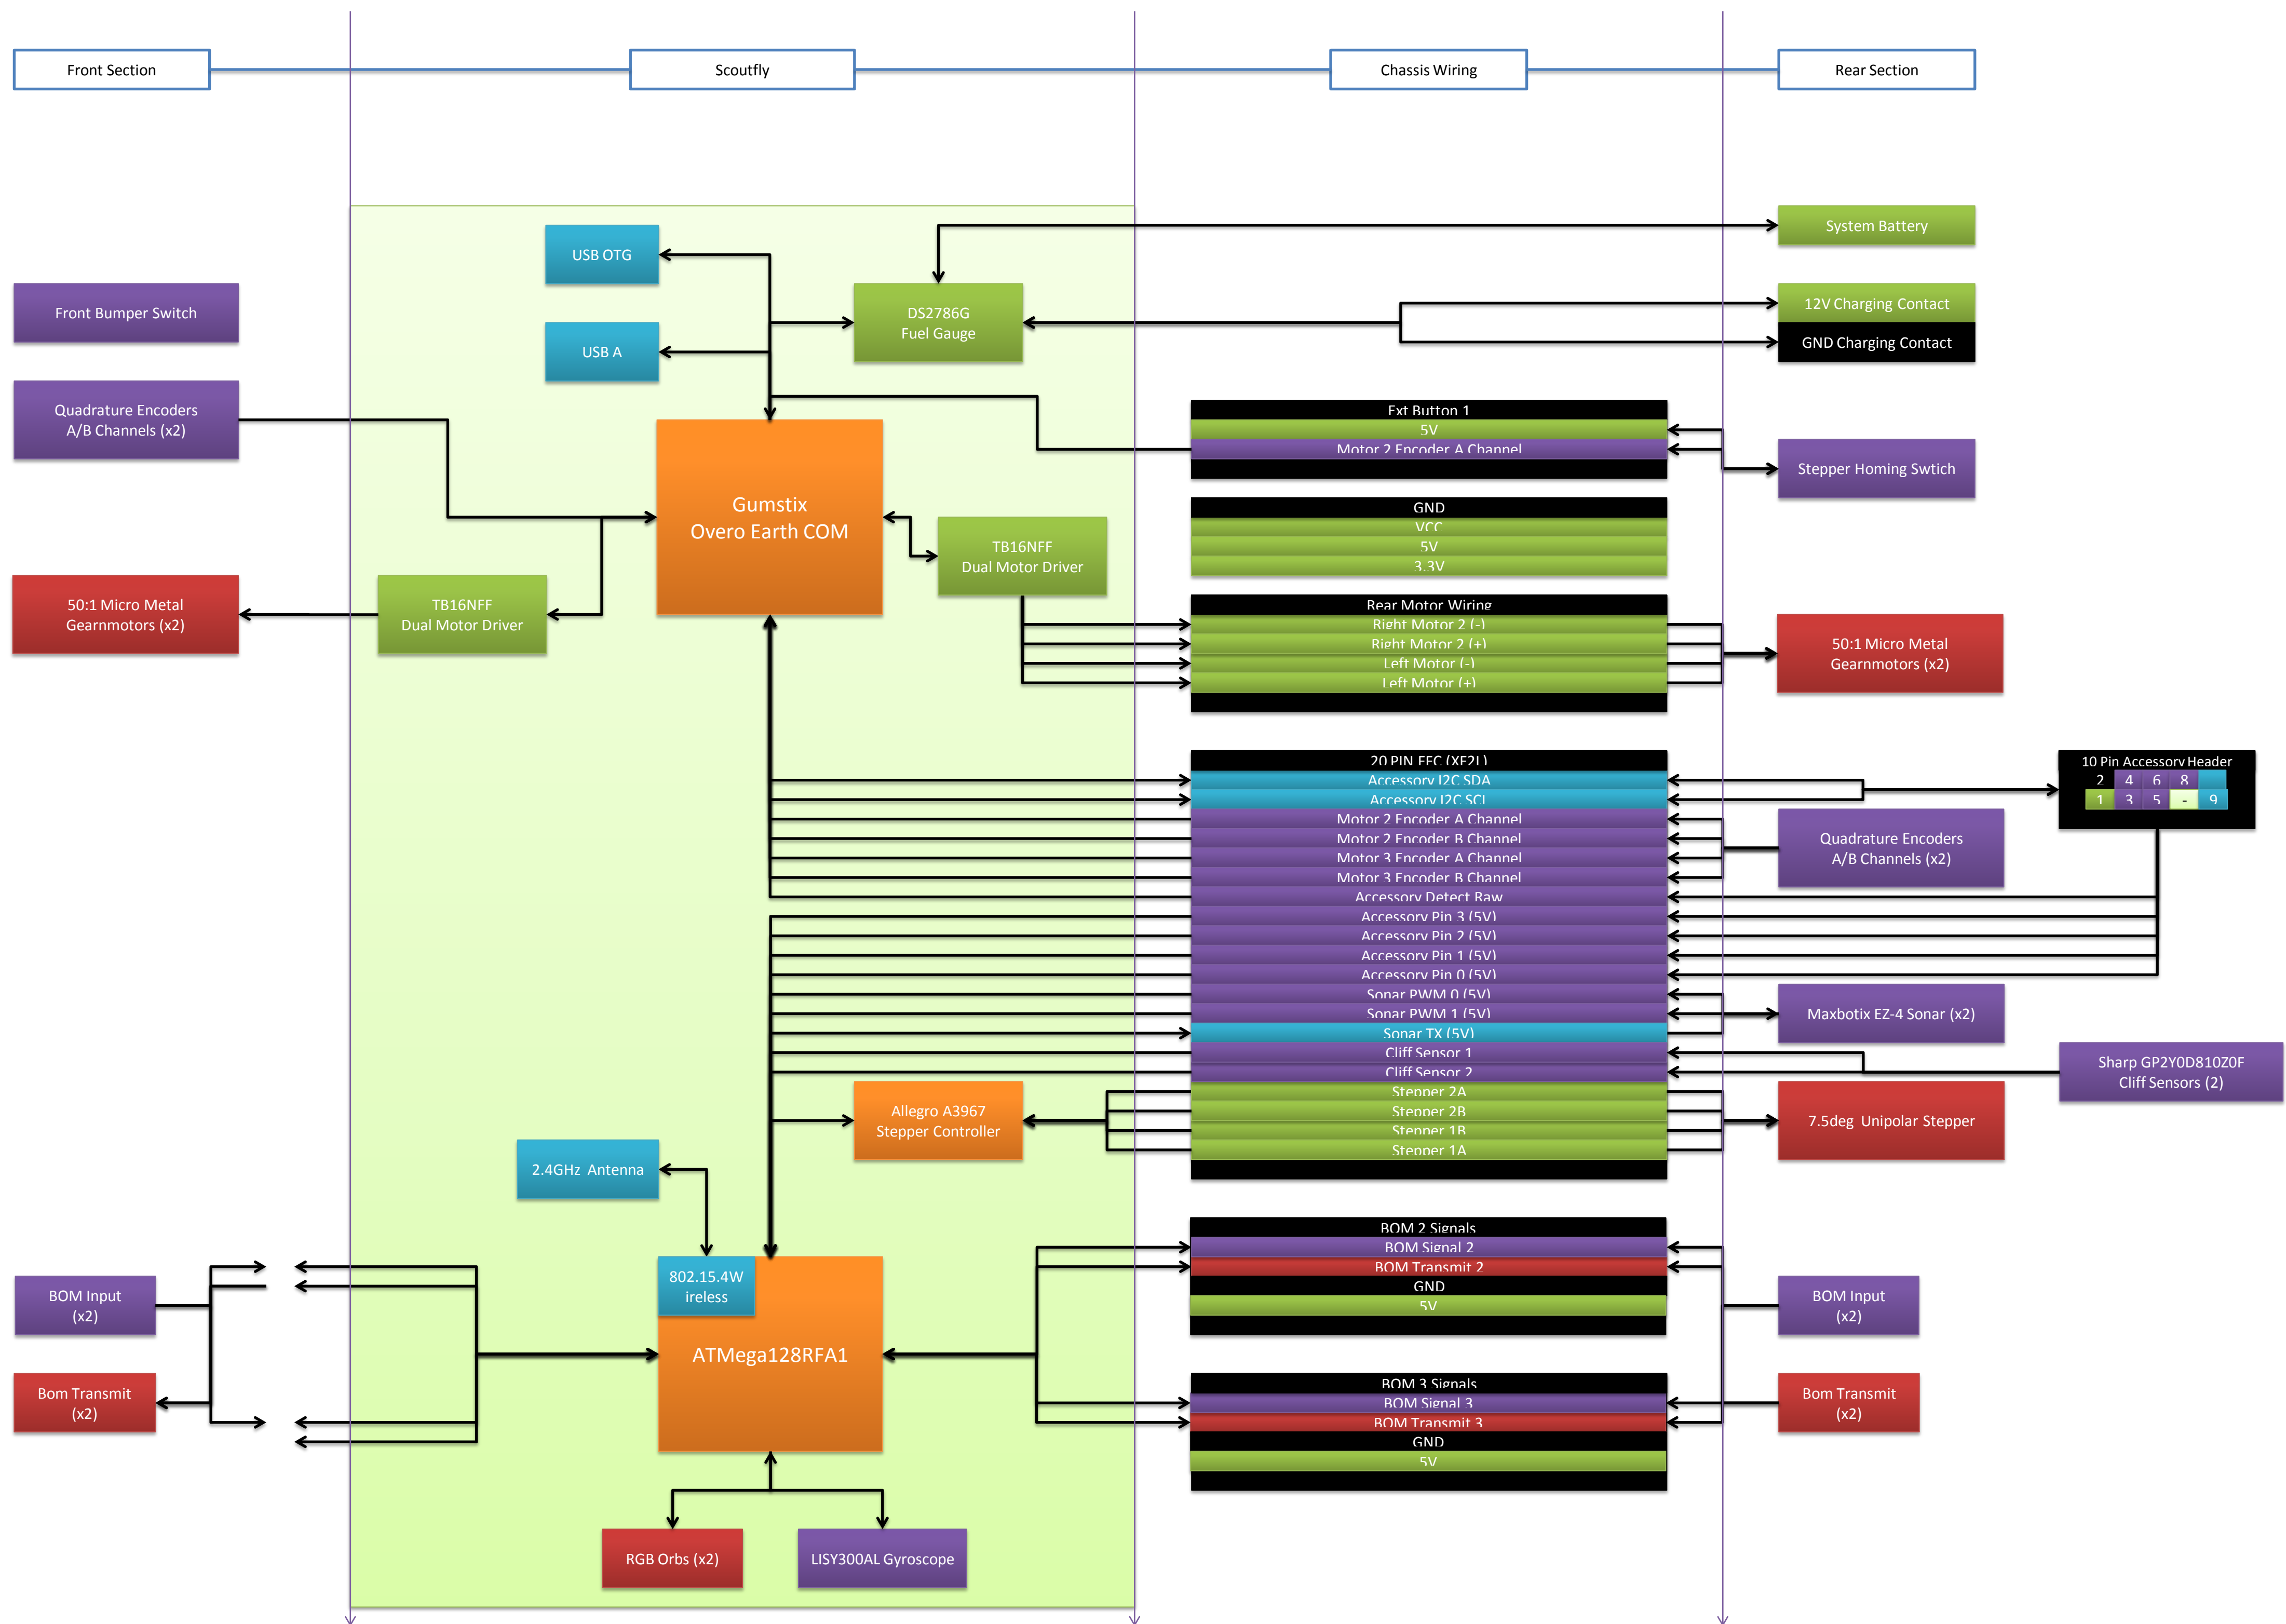 Front Section
Scoutfly
Chassis Wiring
Rear Section
USB OTG
USB A
DS2786G
Fuel Gauge
System Battery
12V Charging Contact
GND Charging Contact
Front Bumper Switch
Quadrature Encoders
A/B Channels (x2)
Gumstix
Overo Earth COM
Ext Button 1
5V
Motor 2 Encoder A Channel
Stepper Homing Swtich
GND
VCC
5V
3.3V
TB16NFF
Dual Motor Driver
50:1 Micro Metal
Gearnmotors (x2)
TB16NFF
Dual Motor Driver
Rear Motor Wiring
Right Motor 2 (-)
Right Motor 2 (+)
Left Motor (-)
Left Motor (+)
50:1 Micro Metal
Gearnmotors (x2)
20 PIN FFC (XF2L)
Accessory I2C SDA
Accessory I2C SCL
Motor 2 Encoder A Channel
Motor 2 Encoder B Channel
Motor 3 Encoder A Channel
Motor 3 Encoder B Channel
Accessory Detect Raw
Accessory Pin 3 (5V)
Accessory Pin 2 (5V)
Accessory Pin 1 (5V)
Accessory Pin 0 (5V)
Sonar PWM 0 (5V)
Sonar PWM 1 (5V)
Sonar TX (5V)
Cliff Sensor 1
Cliff Sensor 2
Stepper 2A
Stepper 2B
Stepper 1B
Stepper 1A
10 Pin Accessory Header
2 4 6 8
1 3 5 - 9
Quadrature Encoders
A/B Channels (x2)
Maxbotix EZ-4 Sonar (x2)
Sharp GP2Y0D810Z0F
Cliff Sensors (2)
7.5deg Unipolar Stepper
Allegro A3967
Stepper Controller
2.4GHz Antenna
802.15.4W
ireless
ATMega128RFA1
BOM Input
(x2)
Bom Transmit
(x2)
BOM 2 Signals
BOM Signal 2
BOM Transmit 2
GND
5V
BOM 3 Signals
BOM Signal 3
BOM Transmit 3
GND
5V
BOM Input
(x2)
Bom Transmit
(x2)
RGB Orbs (x2)
LISY300AL Gyroscope